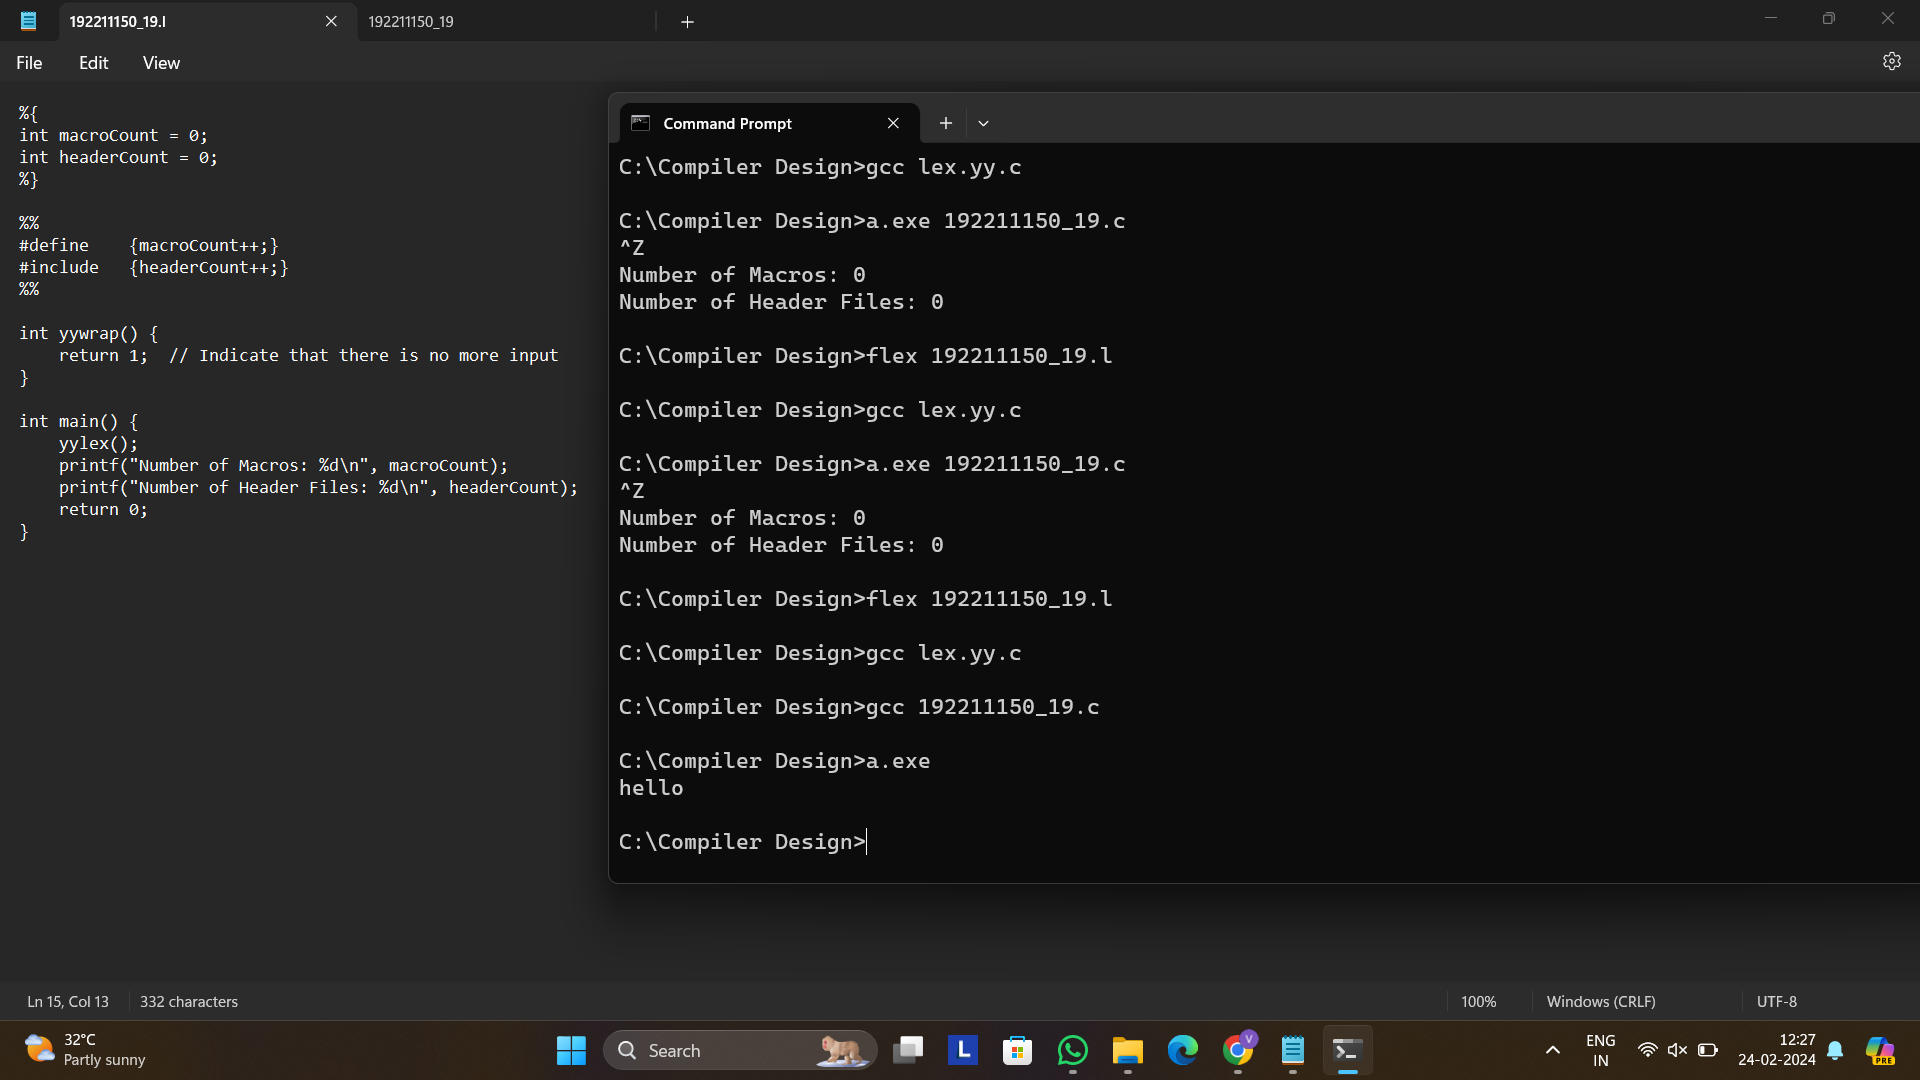 192211150_19.l
192211150_19
File Edit View
%{
int macroCount = 0;
int headerCount = 0;
%}
%%
#define    {macroCount++;}
#include   {headerCount++;}
%%
int yywrap() {
    return 1;  // Indicate that there is no more input
}
int main() {
    yylex();
    printf("Number of Macros: %d\n", macroCount);
    printf("Number of Header Files: %d\n", headerCount);
    return 0;
}
Command Prompt
C:\Compiler Design>gcc lex.yy.c
C:\Compiler Design>a.exe 192211150_19.c
^Z
Number of Macros: 0
Number of Header Files: 0
C:\Compiler Design>flex 192211150_19.l
C:\Compiler Design>gcc lex.yy.c
C:\Compiler Design>a.exe 192211150_19.c
^Z
Number of Macros: 0
Number of Header Files: 0
C:\Compiler Design>flex 192211150_19.l
C:\Compiler Design>gcc lex.yy.c
C:\Compiler Design>gcc 192211150_19.c
C:\Compiler Design>a.exe
hello
C:\Compiler Design>
Ln 15, Col 13
332 characters
100%
Windows (CRLF)
UTF-8
32°C
Partly sunny
Search
L
V
ENG
IN
12:27
24-02-2024
PRE